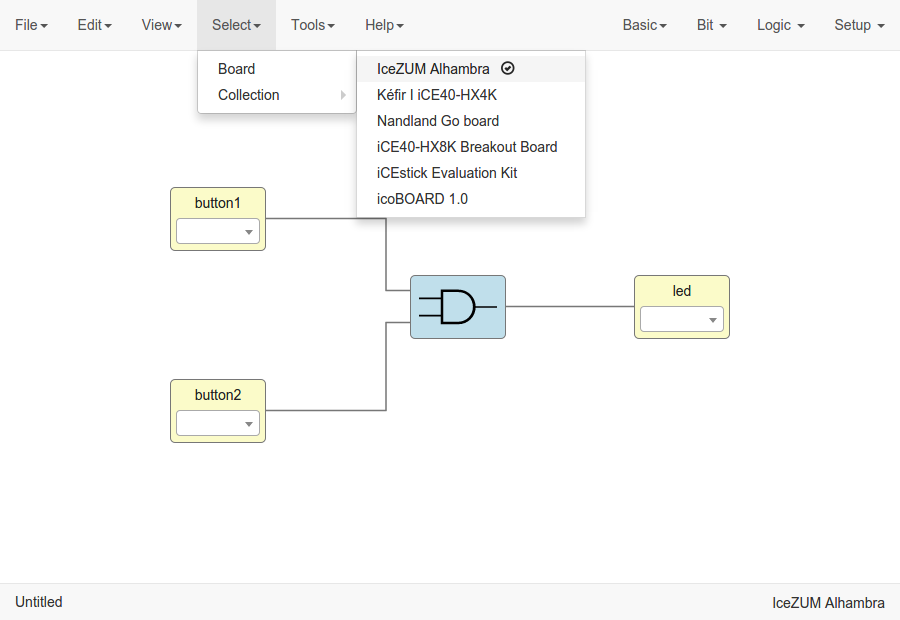 File Edit View Select Tools Help Basic Bit Logic Setup
Board
Collection
IceZUM Alhambra
Kéfir I iCE40-HX4K
Nandland Go board
iCE40-HX8K Breakout Board
iCEstick Evaluation Kit
icoBOARD 1.0
button1
led
button2
Untitled IceZUM Alhambra